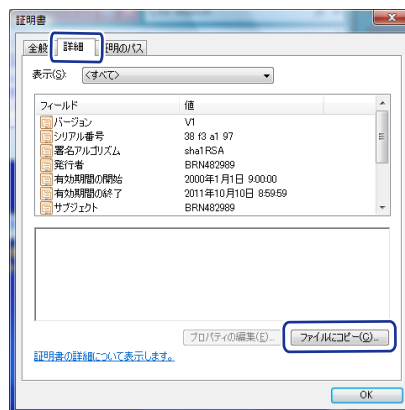 証明書
全般 詳細 証明のパス
表示(S): <すべて>
フィールド 値
バージョン V1
シリアル番号 38 f3 a1 97
署名アルゴリズム sha1RSA
発行者 BRN482989
有効期間の開始 2000年1月1日 9:00:00
有効期間の終了 2011年10月10日 8:59:59
サブジェクト BRN482989
プロパティの編集(E)... ファイルにコピー(C)...
証明書の詳細について表示します。
OK